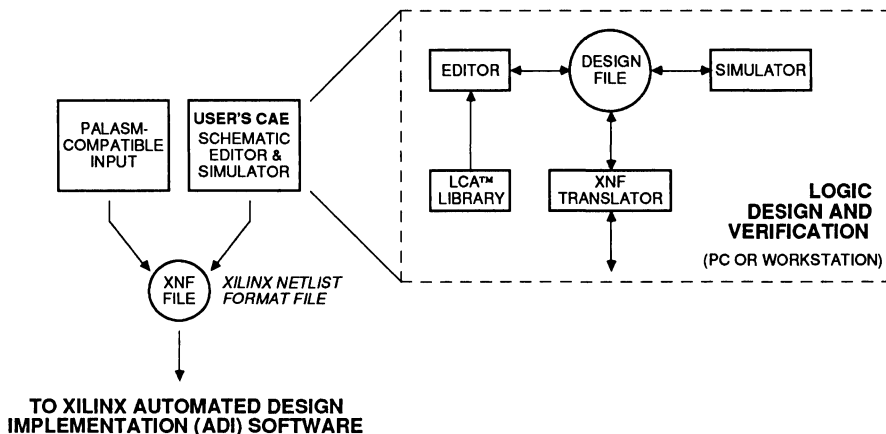 PALASM-
COMPATIBLE
INPUT
USER'S CAE
SCHEMATIC
EDITOR &
SIMULATOR
XNF
FILE
XILINX NETLIST
FORMAT FILE
TO XILINX AUTOMATED DESIGN
IMPLEMENTATION (ADI) SOFTWARE
EDITOR
DESIGN
FILE
SIMULATOR
LCA™
LIBRARY
XNF
TRANSLATOR
LOGIC
DESIGN AND
VERIFICATION
(PC OR WORKSTATION)